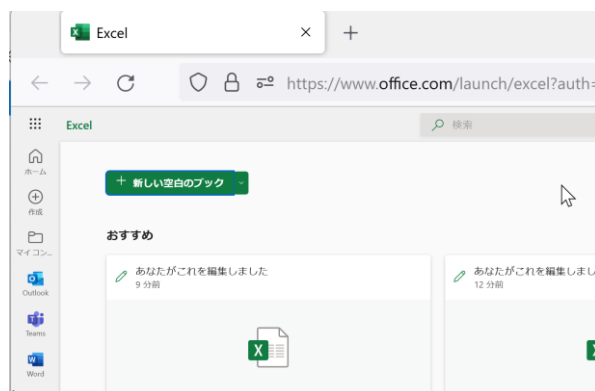 Excel
https://www.office.com/launch/excel?auth=
Excel
検索
ホーム
作成
マイ コン...
Outlook
Teams
Word
+ 新しい空白のブック
おすすめ
あなたがこれを編集しました
9 分前
あなたがこれを編集しまし
12 分前